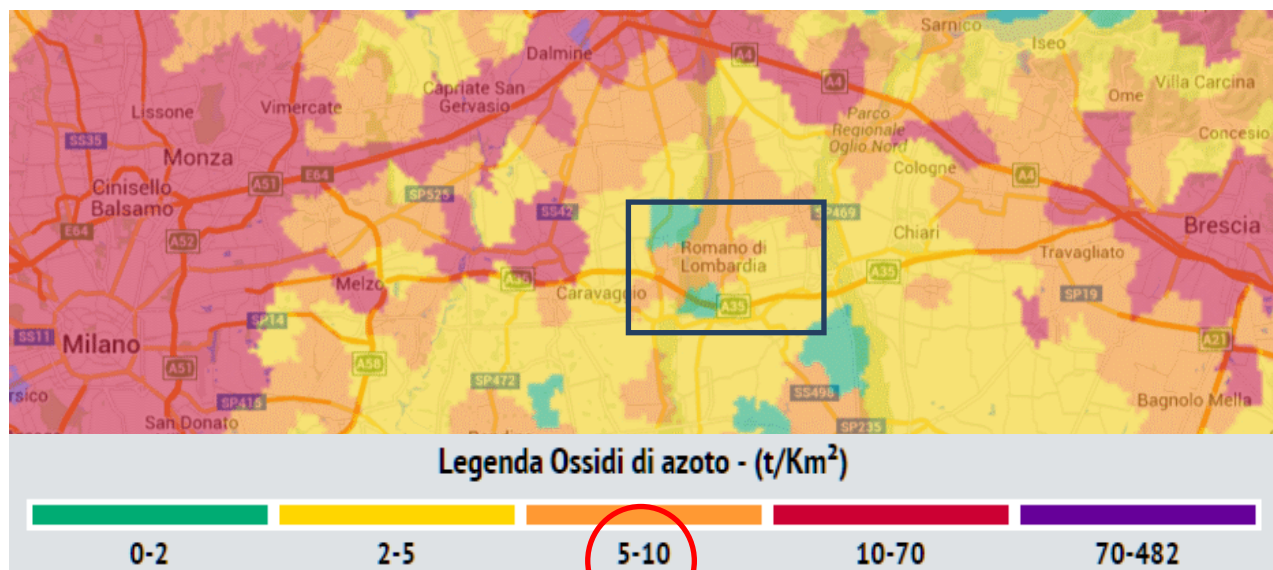 Sarnico
A4
Iseo
Dalmine
Capriate San
Gervasio
A4
Villa Carcina
Ome
Lissone
Vimercate
Parco
Regionale
Oglio Nord
Concesio
SS35
Monza
E64
A51
Cologne
A4
Cinisello
Balsamo
SP525
SS42
SP469
Brescia
E64
A52
Chiari
Romano di
Lombardia
Travagliato
A35
Melzo
Caravaggio
SP19
A35
SP14
SS11
Milano
A21
A51
A58
SP472
SS498
SP415
Bagnolo Mella
rsico
San Donato
SP235
Legenda Ossidi di azoto - (t/Km²)
0-2 2-5 5-10 10-70 70-482